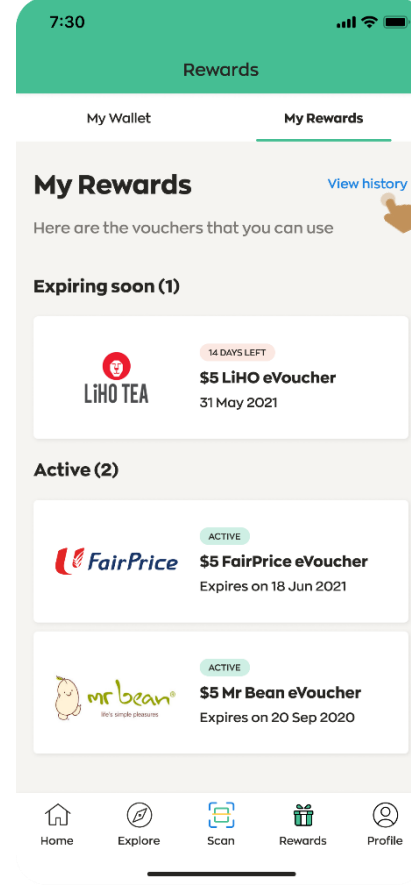 7:30
Rewards
My Wallet
My Rewards
My Rewards
View history
Here are the vouchers that you can use
Expiring soon (1)
14 DAYS LEFT
LiHO TEA
$5 LiHO eVoucher
31 May 2021
Active (2)
ACTIVE
FairPrice
$5 FairPrice eVoucher
Expires on 18 Jun 2021
ACTIVE
mr bean®
life's simple pleasures
$5 Mr Bean eVoucher
Expires on 20 Sep 2020
Home
Explore
Scan
Rewards
Profile